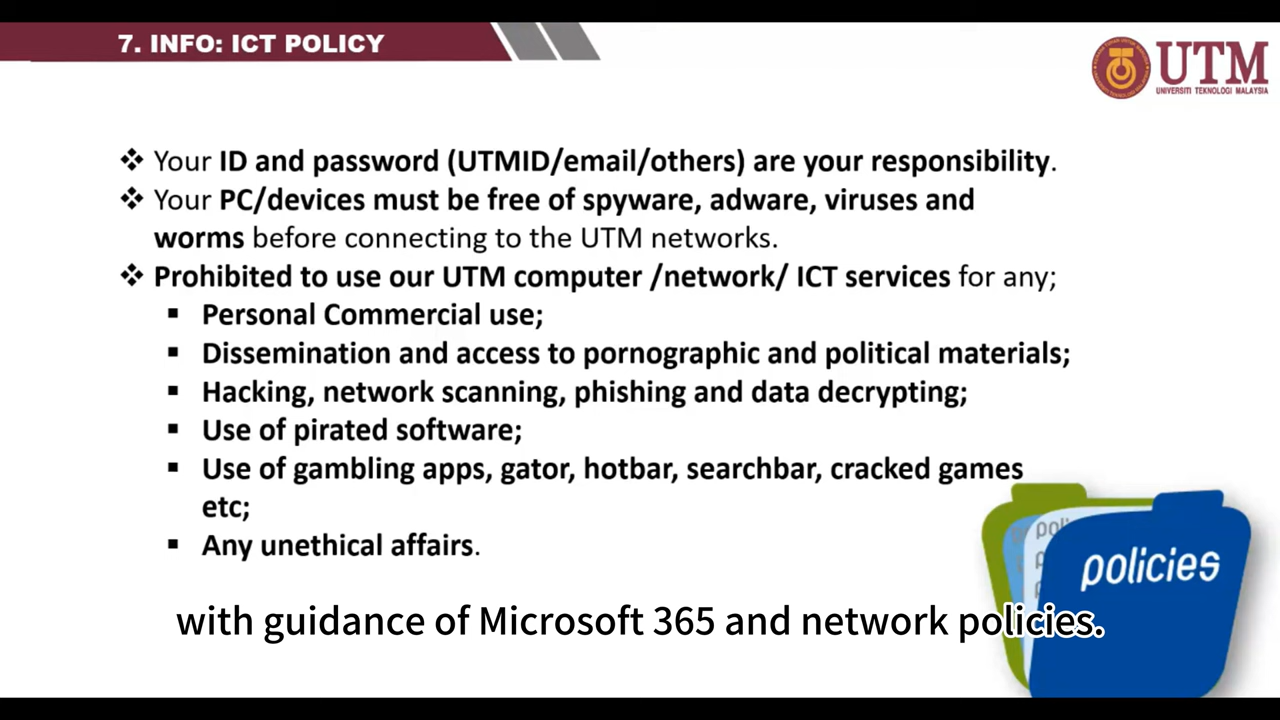 7. INFO: ICT POLICY
UTM
UNIVERSITI TEKNOLOGI MALAYSIA
❖ Your ID and password (UTMID/email/others) are your responsibility.
❖ Your PC/devices must be free of spyware, adware, viruses and
worms before connecting to the UTM networks.
❖ Prohibited to use our UTM computer /network/ ICT services for any;
▪ Personal Commercial use;
▪ Dissemination and access to pornographic and political materials;
▪ Hacking, network scanning, phishing and data decrypting;
▪ Use of pirated software;
▪ Use of gambling apps, gator, hotbar, searchbar, cracked games
etc;
▪ Any unethical affairs.
policies
with guidance of Microsoft 365 and network policies.